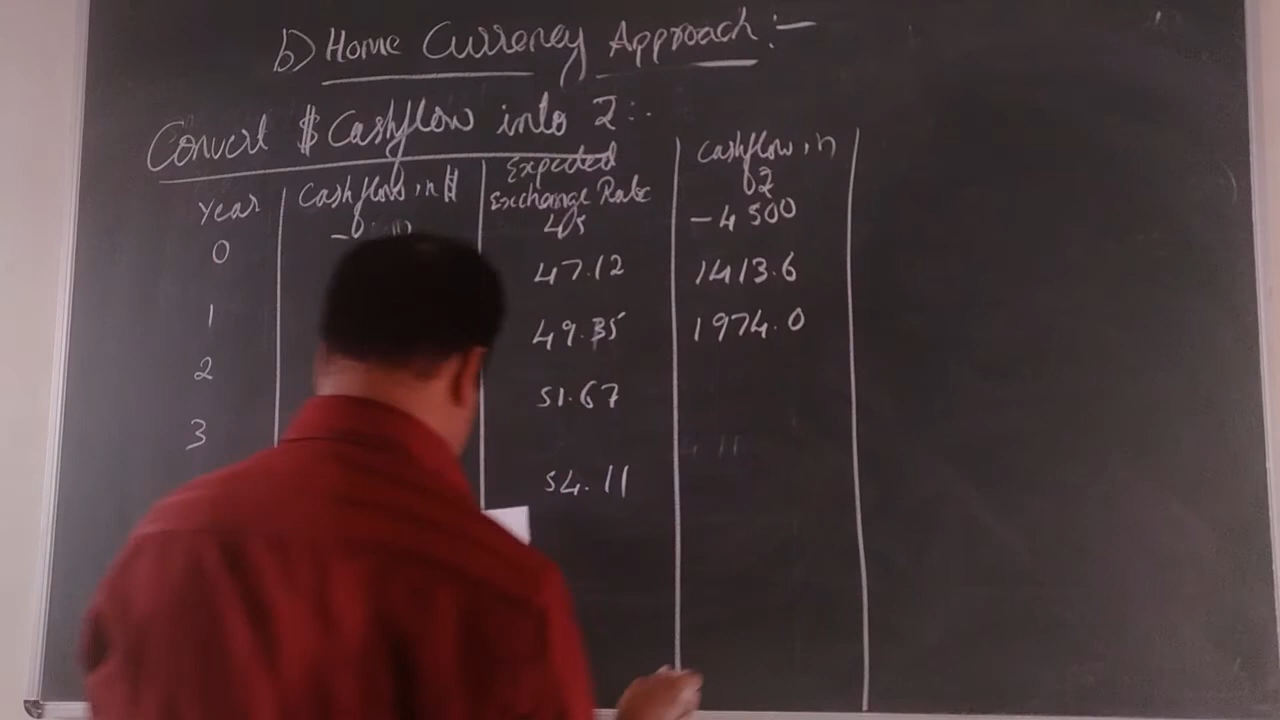 b) Home Currency Approach:-
Convert $ Cashflow into ₹:-
Year Cashflow in $ Expected Exchange Rate Cashflow in ₹
0 45 -4500
1 47.12 1413.6
2 49.35 1974.0
3 51.67
54.11